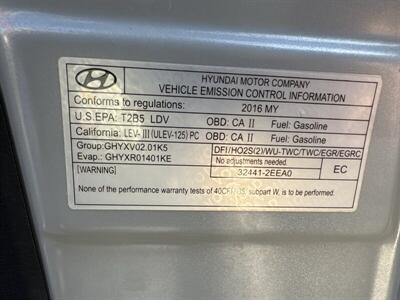 HYUNDAI MOTOR COMPANY
VEHICLE EMISSION CONTROL INFORMATION
Conforms to regulations: 2016 MY
U.S.EPA: T2B5 LDV OBD: CA II Fuel: Gasoline
California: LEV-III (ULEV-125) PC OBD: CA II Fuel: Gasoline
Group:GHYXV02.01K5 DFI/HO2S(2)/WU-TWC/TWC/EGR/EGRC
Evap.: GHYXR01401KE No adjustments needed. EC
[WARNING] 32441-2EEA0
None of the performance warranty tests of 40CFR/US, subpart W, is to be used.